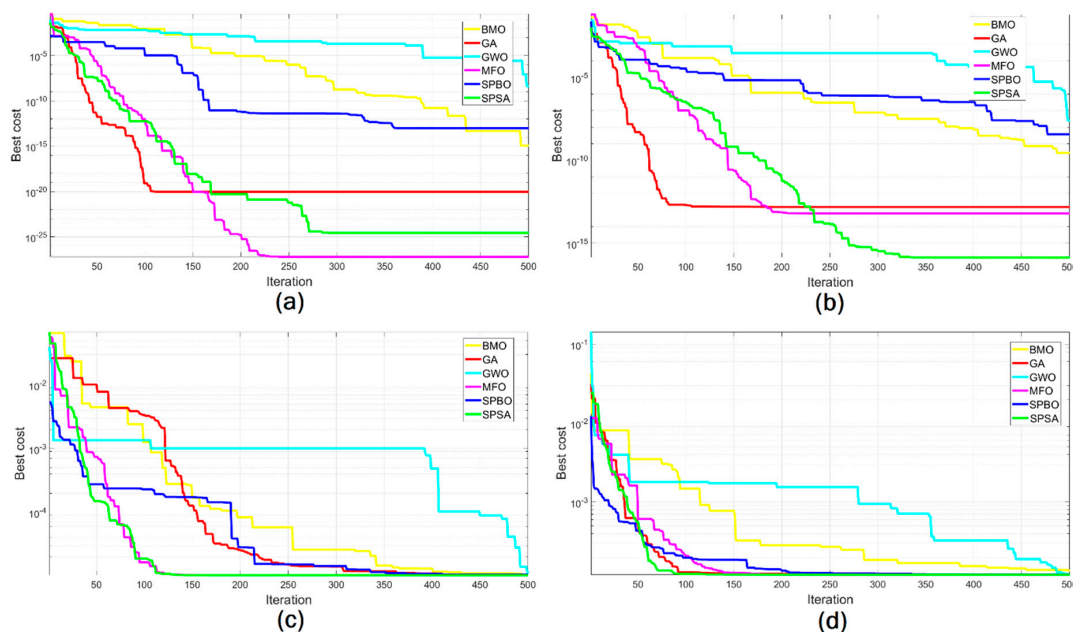 10^-5
10^-10
10^-15
10^-20
10^-25
Best cost
50 100 150 200 250 300 350 400 450 500
Iteration
BMO
GA
GWO
MFO
SPBO
SPSA
(a)
10^-5
10^-10
10^-15
Best cost
50 100 150 200 250 300 350 400 450 500
Iteration
BMO
GA
GWO
MFO
SPBO
SPSA
(b)
10^-2
10^-3
10^-4
Best cost
50 100 150 200 250 300 350 400 450 500
Iteration
BMO
GA
GWO
MFO
SPBO
SPSA
(c)
10^-1
10^-2
10^-3
Best cost
50 100 150 200 250 300 350 400 450 500
Iteration
BMO
GA
GWO
MFO
SPBO
SPSA
(d)